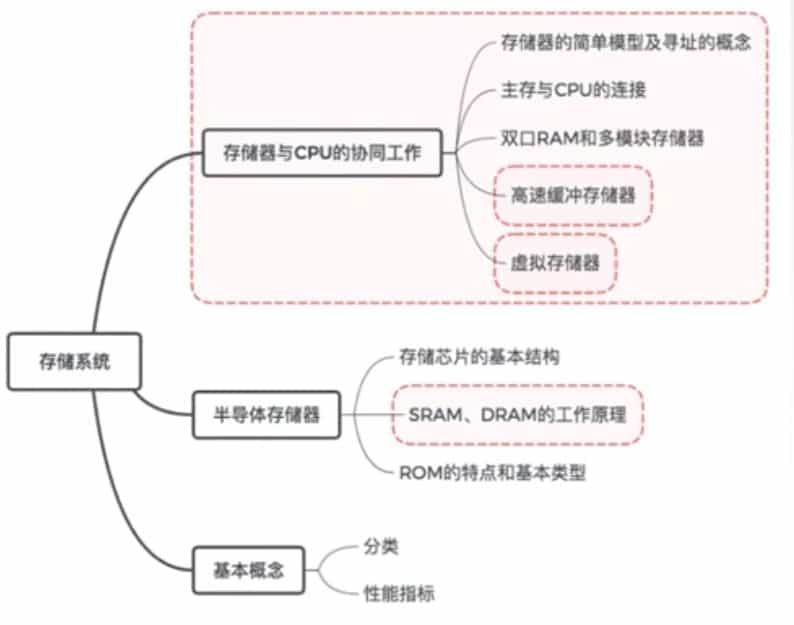 存储器的简单模型及寻址的概念
主存与CPU的连接
双口RAM和多模块存储器
存储器与CPU的协同工作
高速缓冲存储器
虚拟存储器
存储系统
存储芯片的基本结构
半导体存储器
SRAM、DRAM的工作原理
ROM的特点和基本类型
分类
基本概念
性能指标